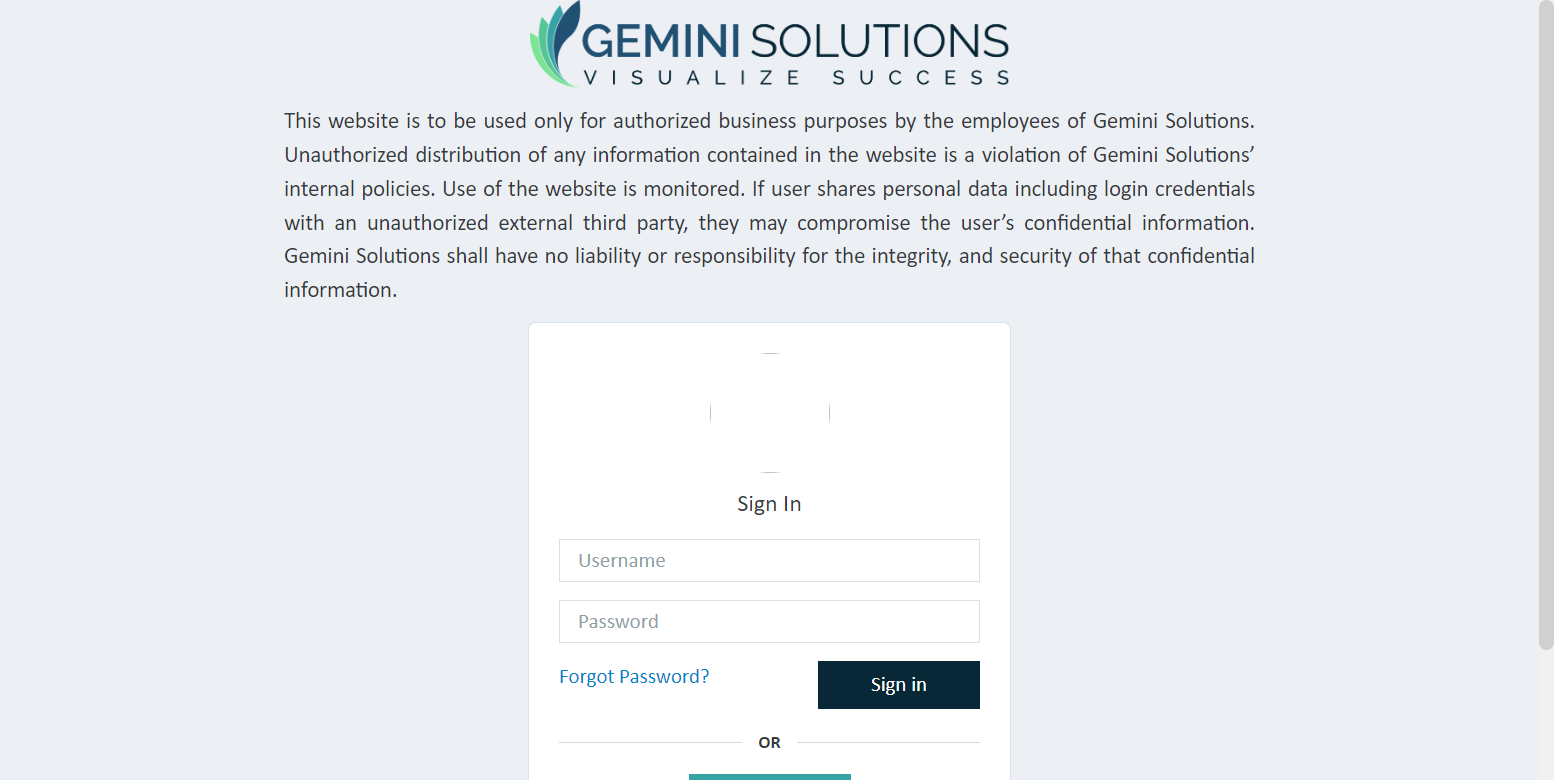 GEMINI SOLUTIONS
VISUALIZE SUCCESS
This website is to be used only for authorized business purposes by the employees of Gemini Solutions.
Unauthorized distribution of any information contained in the website is a violation of Gemini Solutions’
internal policies. Use of the website is monitored. If user shares personal data including login credentials
with an unauthorized external third party, they may compromise the user’s confidential information.
Gemini Solutions shall have no liability or responsibility for the integrity, and security of that confidential
information.
Sign In
Username
Password
Forgot Password?
Sign in
OR